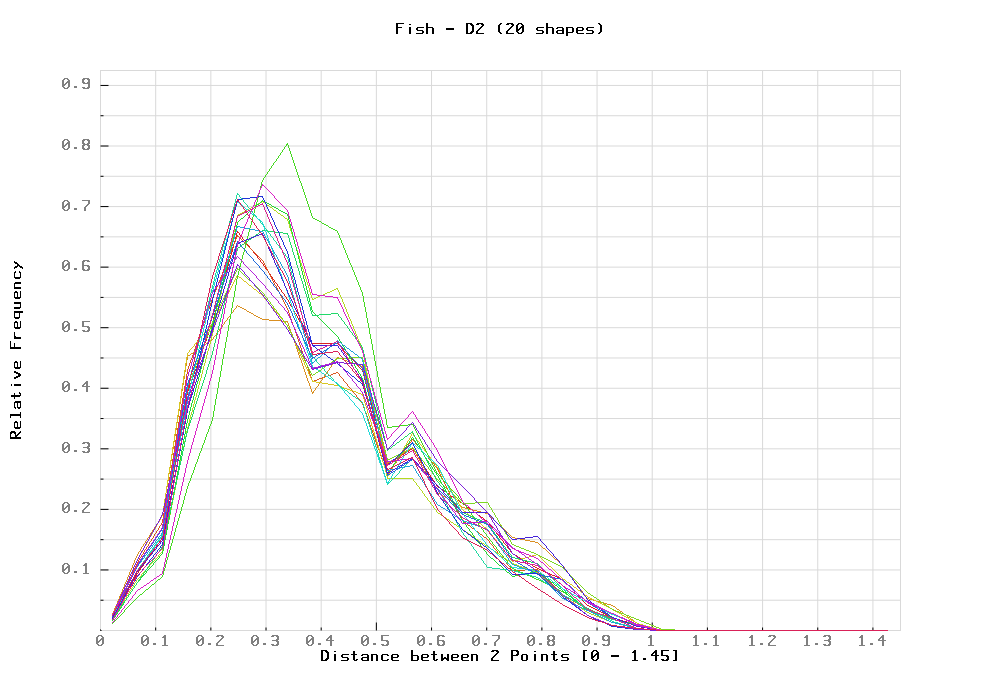 Fish - D2 (20 shapes)
0.9
0.8
0.7
0.6
0.5
0.4
0.3
0.2
0.1
Relative Frequency
0 0.1 0.2 0.3 0.4 0.5 0.6 0.7 0.8 0.9 1 1.1 1.2 1.3 1.4
Distance between 2 Points [0 - 1.45]